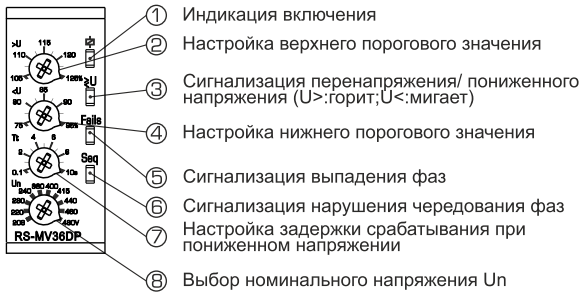 ① Индикация включения
② Настройка верхнего порогового значения
③ Сигнализация перенапряжения/ пониженного
напряжения (U>:горит;U<:мигает)
④ Настройка нижнего порогового значения
⑤ Сигнализация выпадения фаз
⑥ Сигнализация нарушения чередования фаз
⑦ Настройка задержки срабатывания при
пониженном напряжении
⑧ Выбор номинального напряжения Un
>U 115
110 120
105 125%
≥U
<U 85
80 90
75 95%
Fails
Tt 4 6
2 8
0.1 10s
Seq
Un
380 400
240 415
230 440
220 460
208 480V
RS-MV36DP